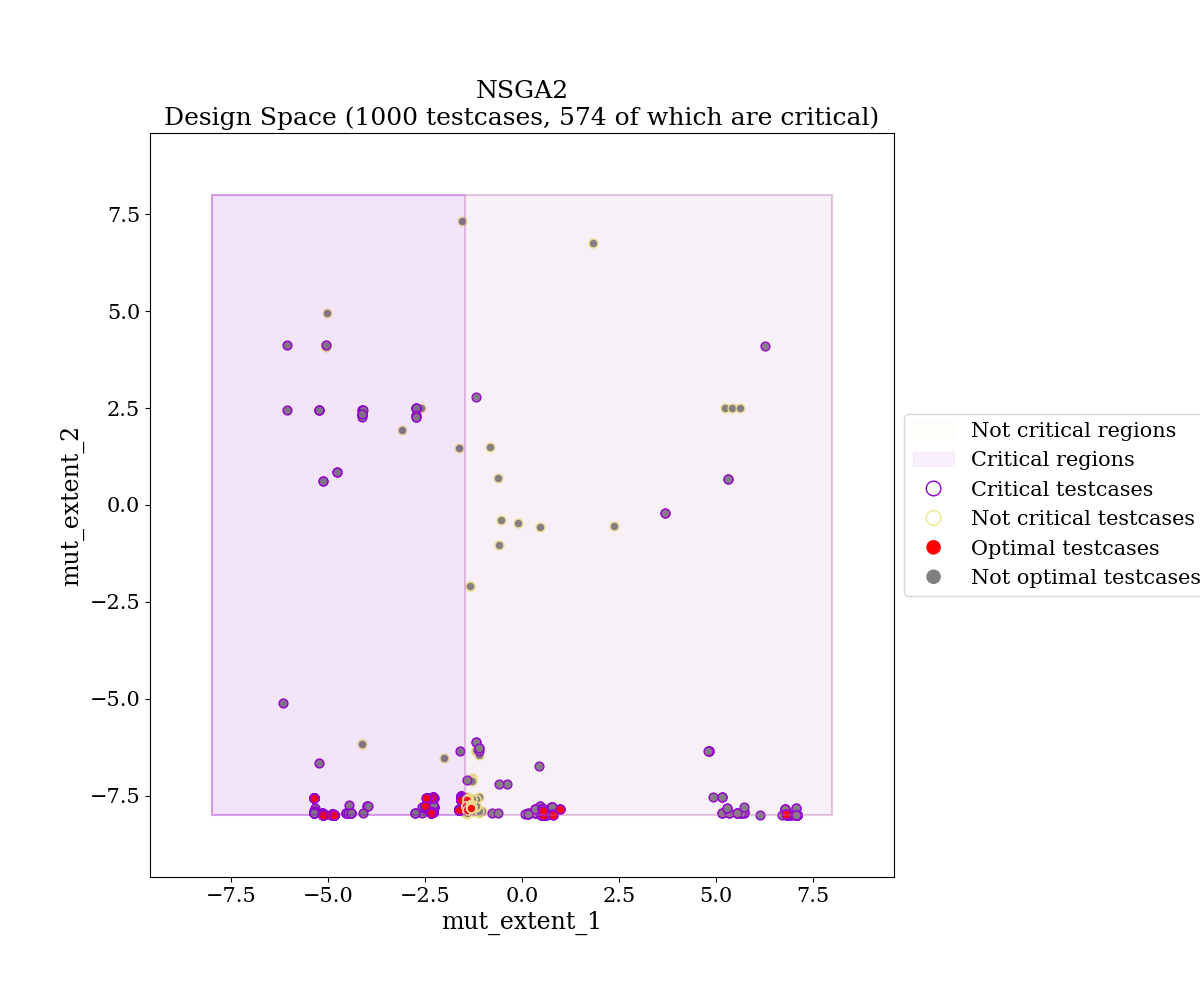 NSGA2
Design Space (1000 testcases, 574 of which are critical)
7.5
5.0
2.5
0.0
−2.5
−5.0
−7.5
mut_extent_2
−7.5
−5.0
−2.5
0.0
2.5
5.0
7.5
mut_extent_1
Not critical regions
Critical regions
Critical testcases
Not critical testcases
Optimal testcases
Not optimal testcases